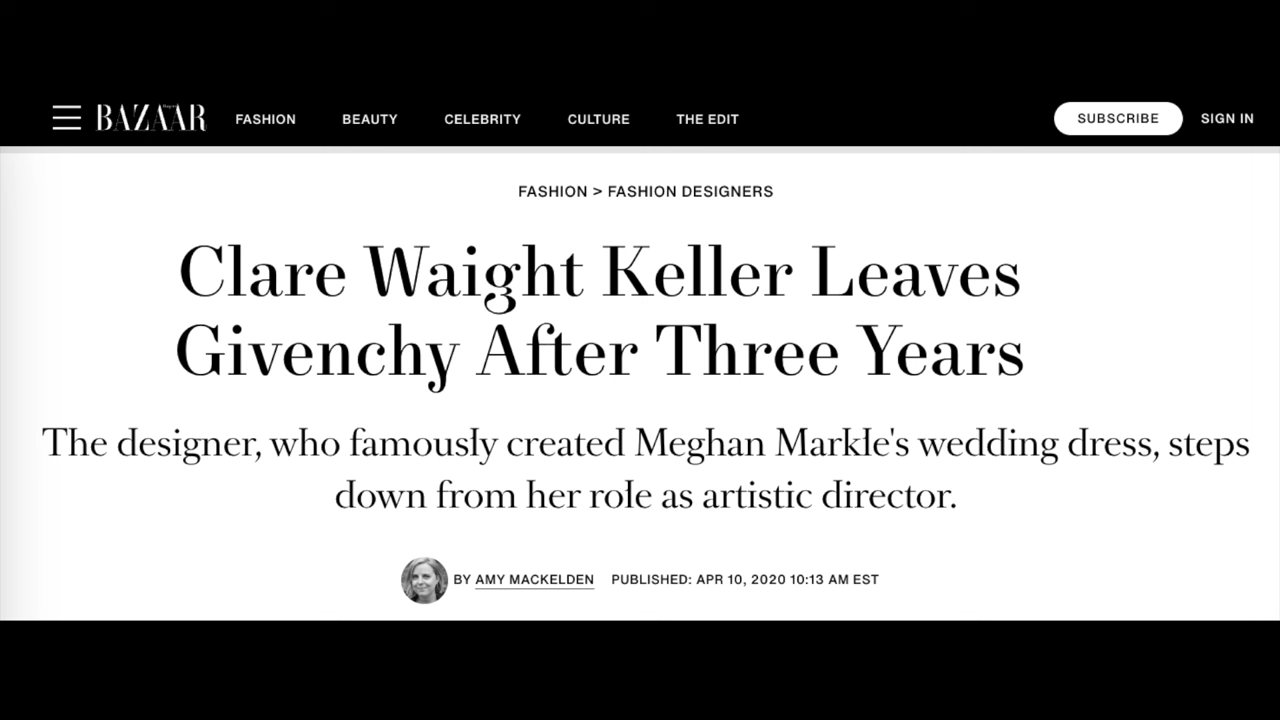 BAZAAR FASHION BEAUTY CELEBRITY CULTURE THE EDIT SUBSCRIBE SIGN IN
FASHION > FASHION DESIGNERS
Clare Waight Keller Leaves
Givenchy After Three Years
The designer, who famously created Meghan Markle's wedding dress, steps
down from her role as artistic director.
BY AMY MACKELDEN PUBLISHED: APR 10, 2020 10:13 AM EST